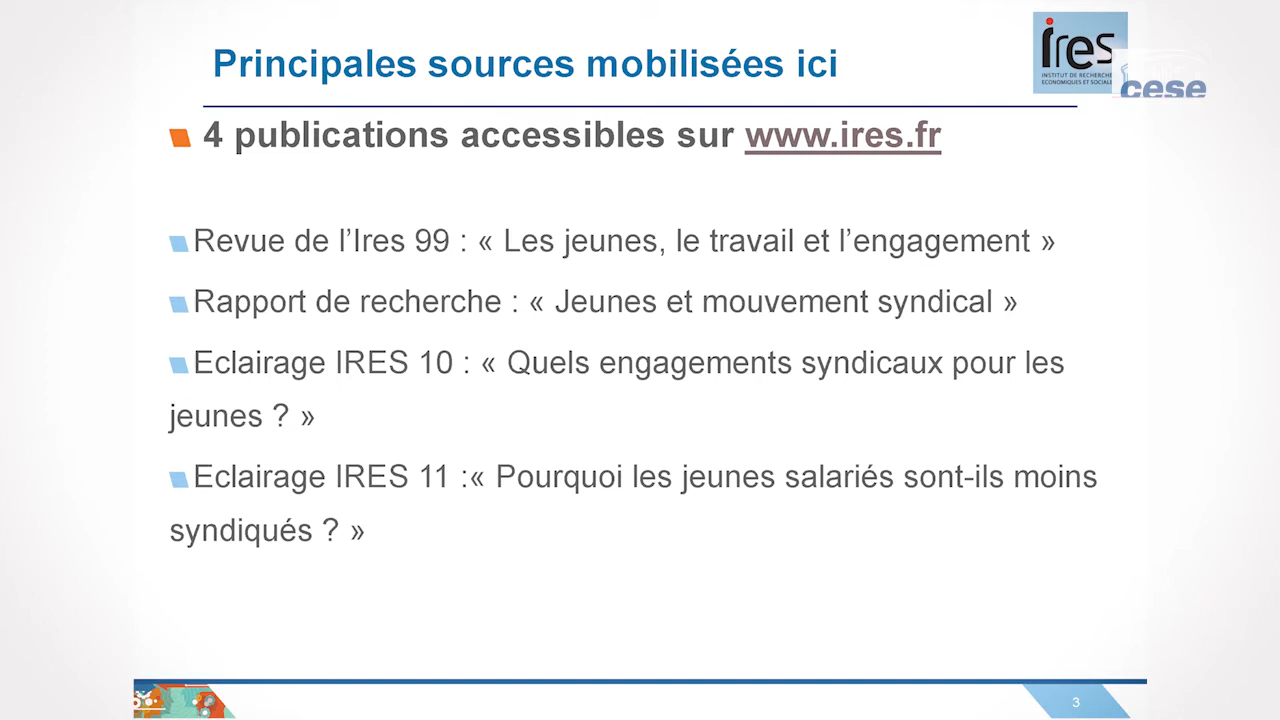 Principales sources mobilisées ici
ires
INSTITUT DE RECHERCHES
ECONOMIQUES ET SOCIALES
cese
4 publications accessibles sur www.ires.fr
Revue de l’Ires 99 : « Les jeunes, le travail et l’engagement »
Rapport de recherche : « Jeunes et mouvement syndical »
Eclairage IRES 10 : « Quels engagements syndicaux pour les
jeunes ? »
Eclairage IRES 11 :« Pourquoi les jeunes salariés sont-ils moins
syndiqués ? »
3